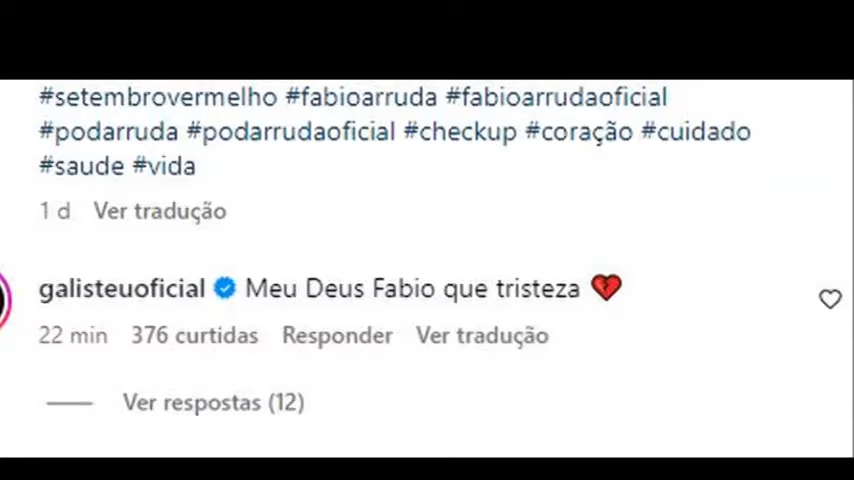 #setembrovermelho #fabioarruda #fabioarrudaoficial
#podarruda #podarrudaoficial #checkup #coração #cuidado
#saude #vida
1 d Ver tradução
galisteuoficial Meu Deus Fabio que tristeza 💔
22 min 376 curtidas Responder Ver tradução
Ver respostas (12)